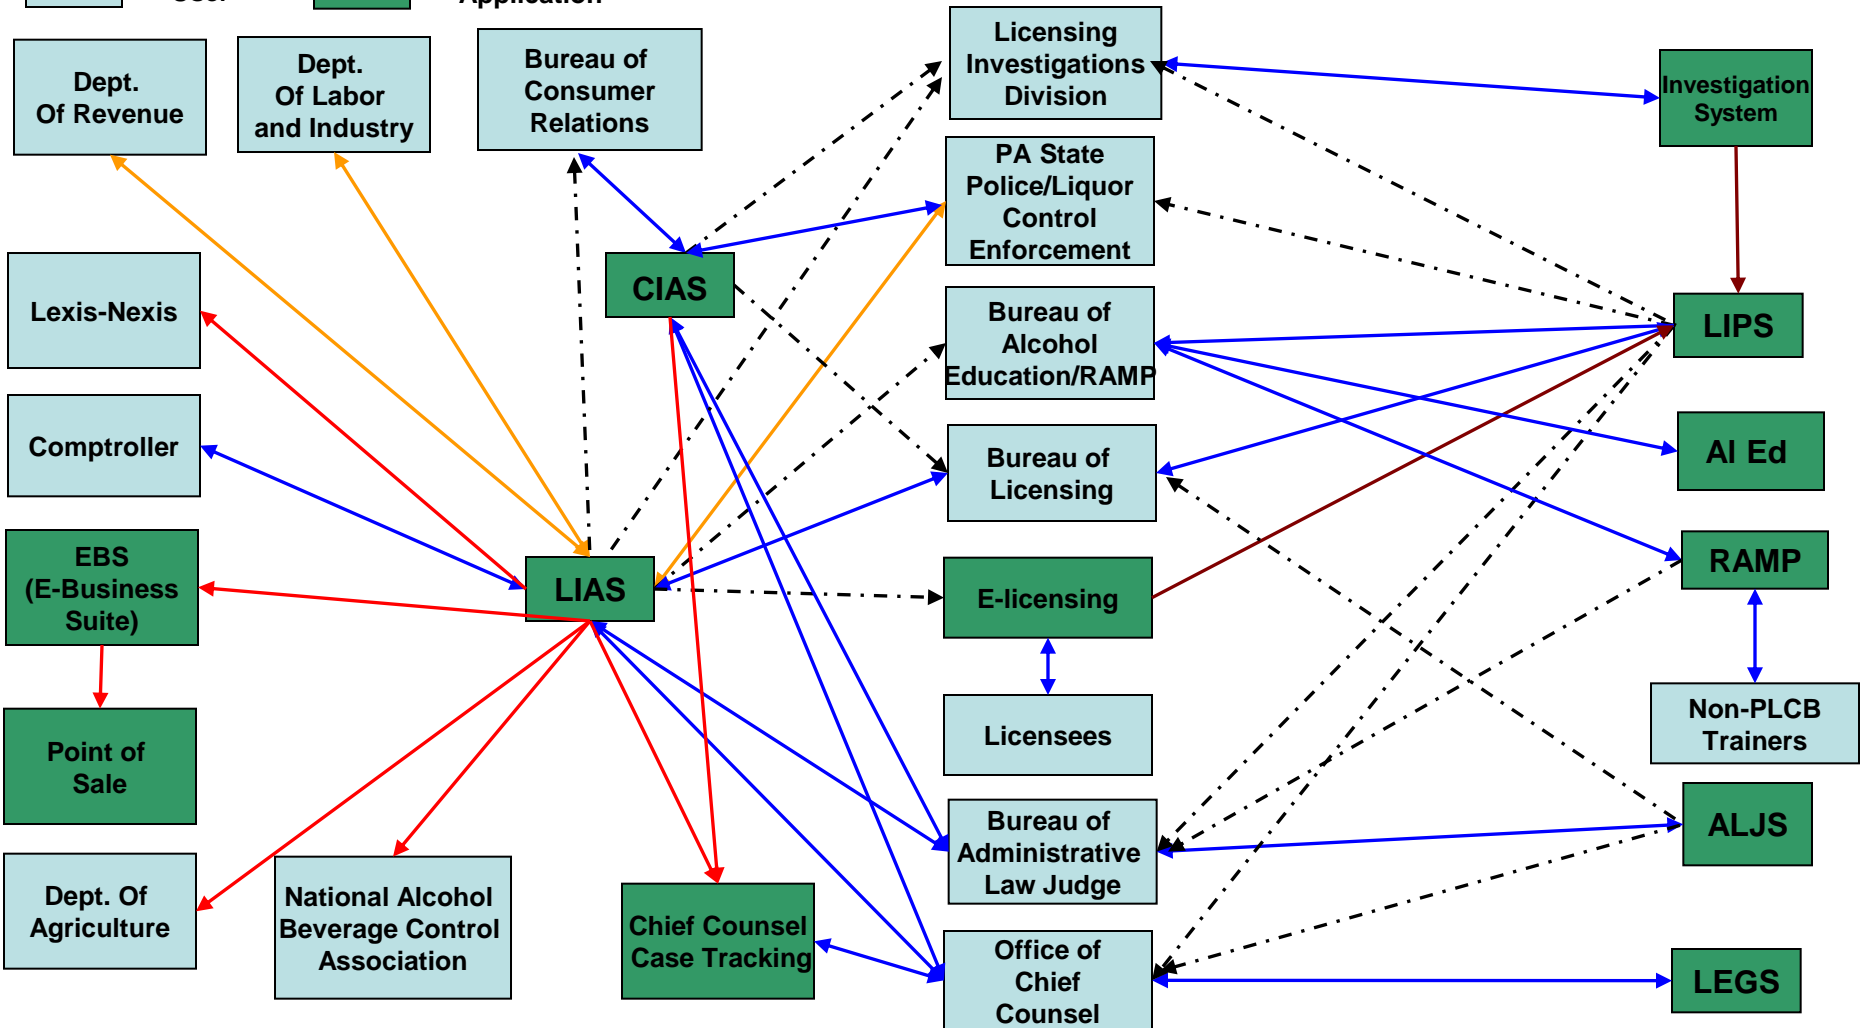 User
Application
Dept.
Of Revenue
Dept.
Of Labor
and Industry
Bureau of
Consumer
Relations
Licensing
Investigations
Division
Investigation
System
PA State
Police/Liquor
Control
Enforcement
CIAS
Lexis-Nexis
Bureau of
Alcohol
Education/RAMP
LIPS
Comptroller
Bureau of
Licensing
Al Ed
EBS
(E-Business
Suite)
LIAS
E-licensing
RAMP
Point of
Sale
Licensees
Non-PLCB
Trainers
Bureau of
Administrative
Law Judge
ALJS
Dept. Of
Agriculture
National Alcohol
Beverage Control
Association
Chief Counsel
Case Tracking
Office of
Chief
Counsel
LEGS